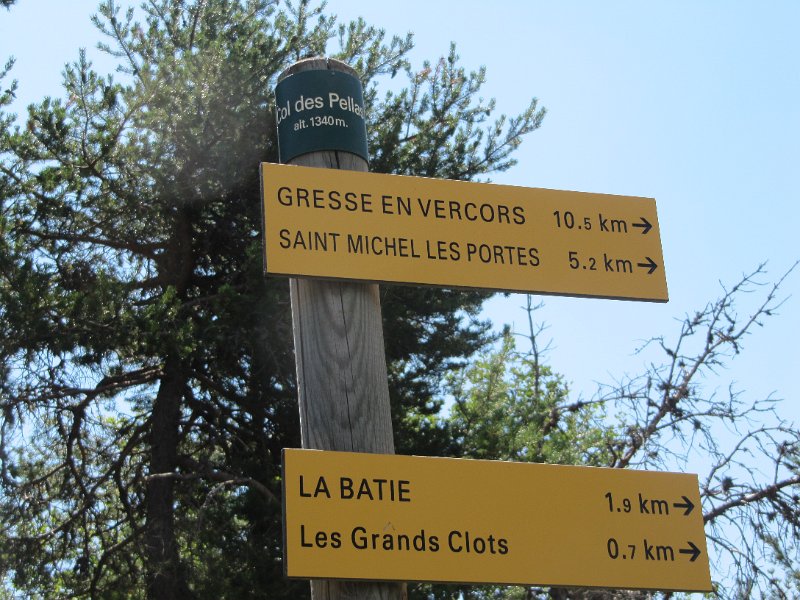 Col des Pellas
alt. 1340 m.
GRESSE EN VERCORS 10.5 km →
SAINT MICHEL LES PORTES 5.2 km →
LA BATIE 1.9 km →
Les Grands Clots 0.7 km →